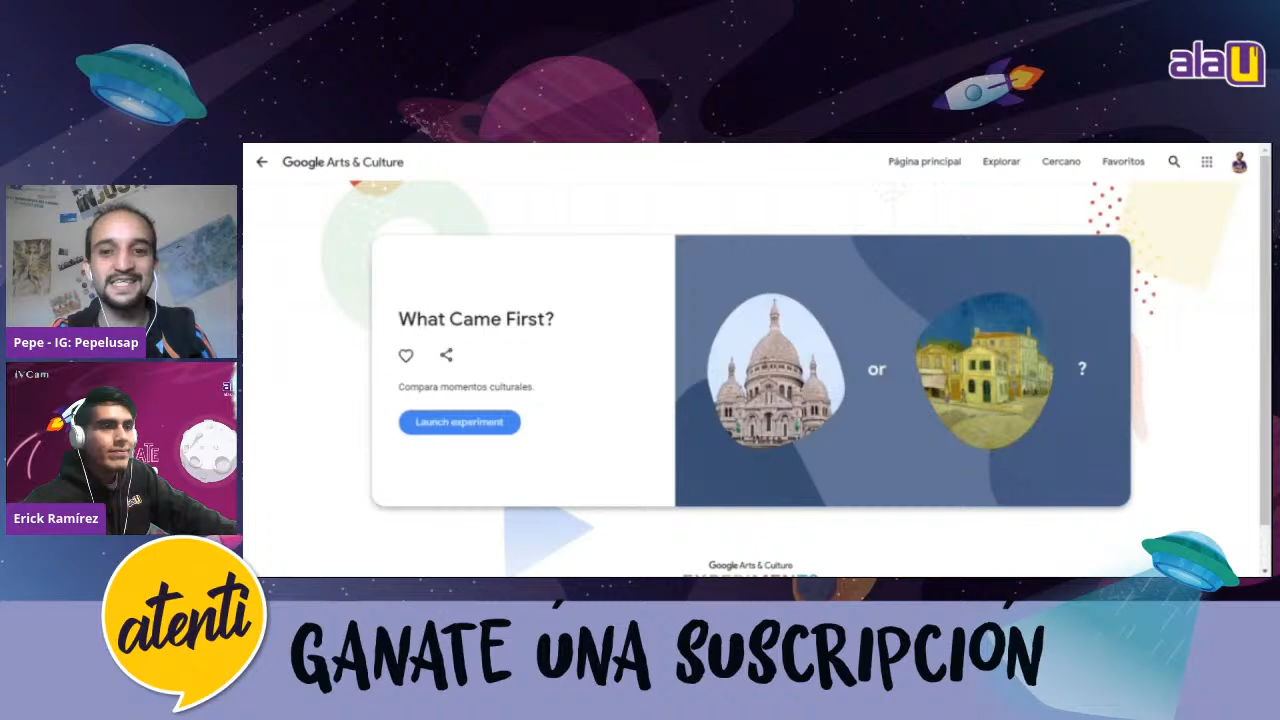 alaU
Google Arts & Culture
Página principal
Explorar
Cercano
Favoritos
What Came First?
Compara momentos culturales.
Launch experiment
or
?
Google Arts & Culture
Pepe - IG: Pepelusap
iVCam
Erick Ramírez
atenti
GANATE ÚNA SUSCRIPCIÓN